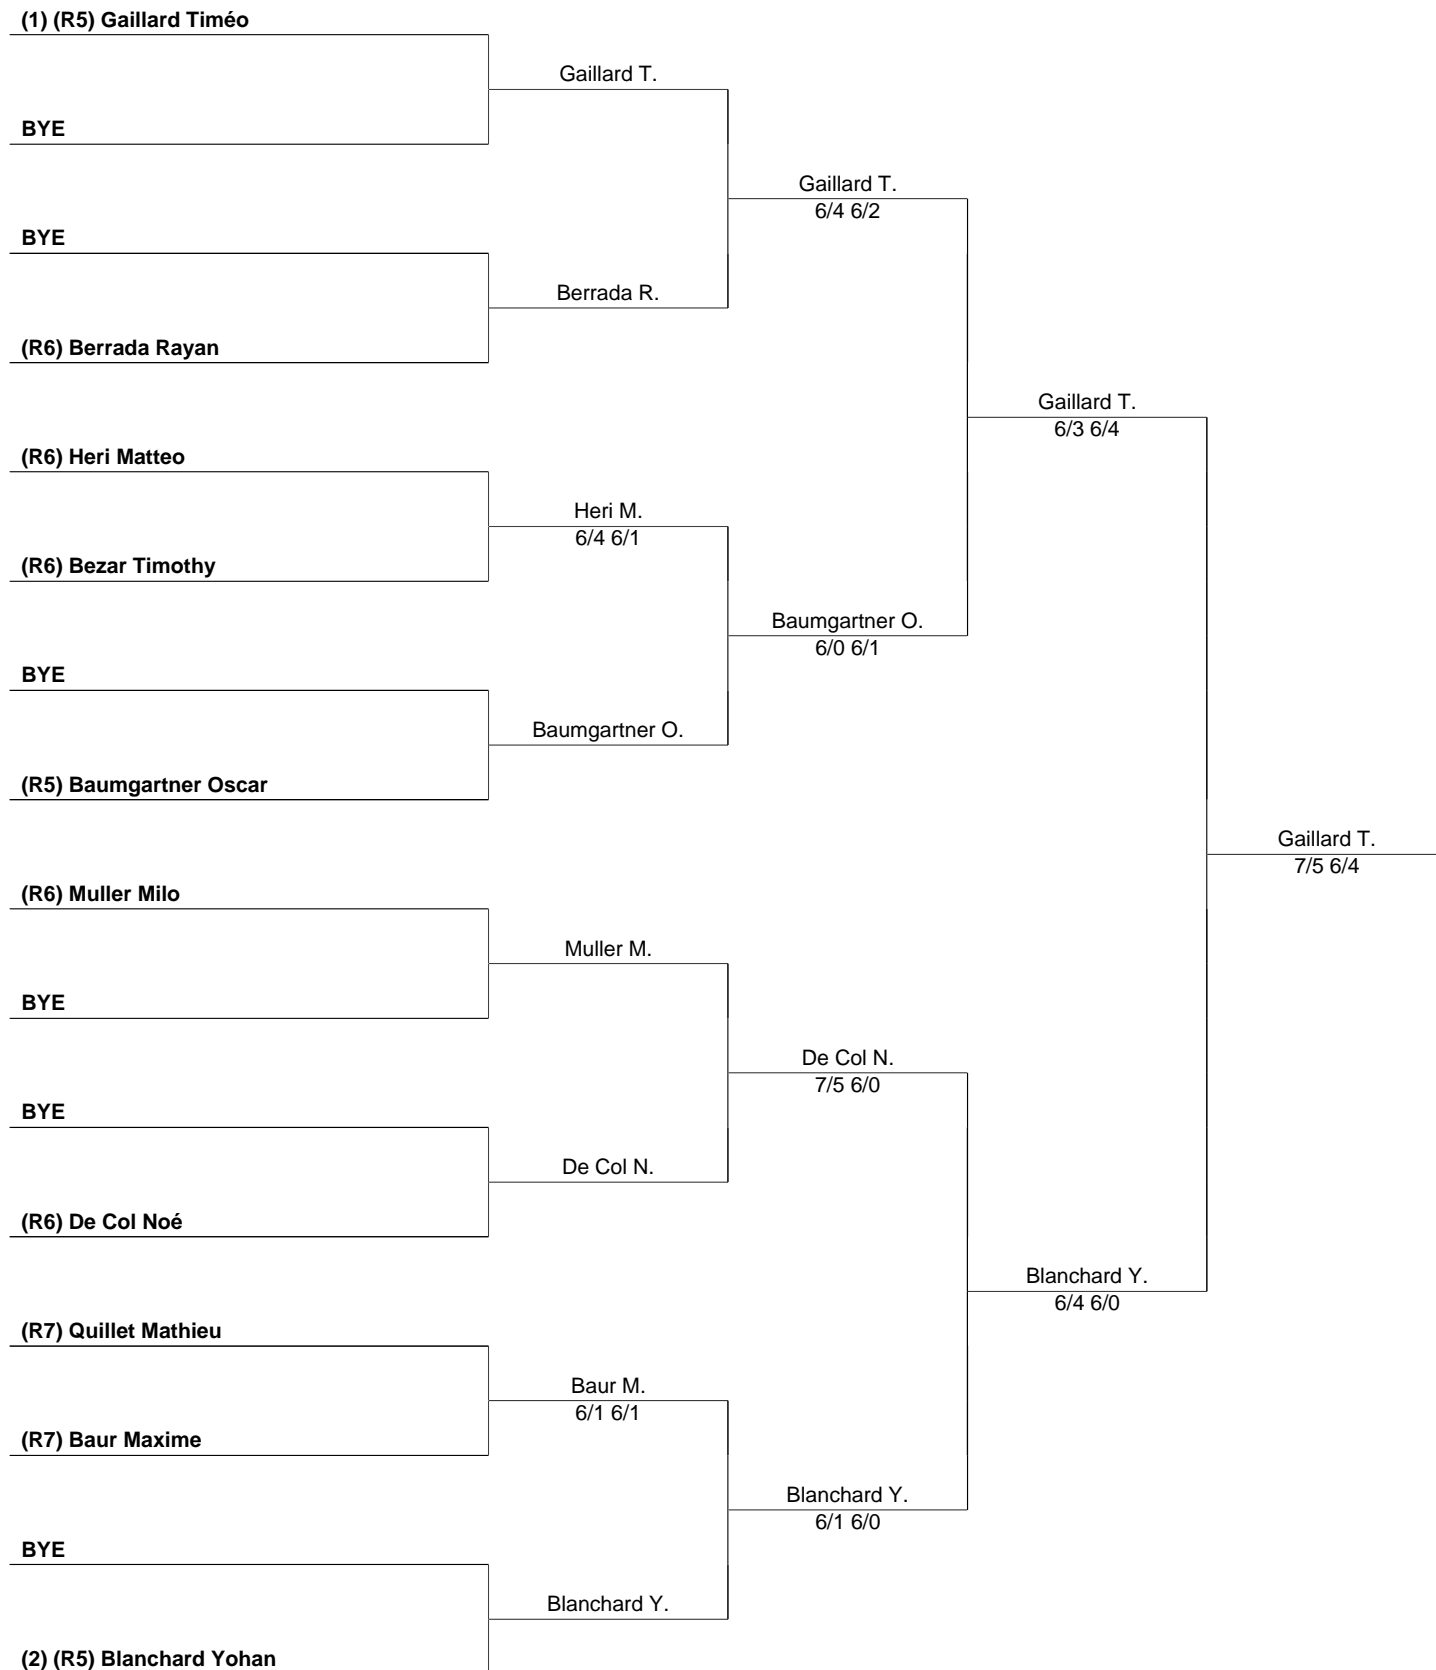 (1) (R5) Gaillard Timéo
Gaillard T.
BYE
Gaillard T.
6/4 6/2
BYE
Berrada R.
(R6) Berrada Rayan
Gaillard T.
6/3 6/4
(R6) Heri Matteo
Heri M.
6/4 6/1
(R6) Bezar Timothy
Baumgartner O.
6/0 6/1
BYE
Baumgartner O.
(R5) Baumgartner Oscar
Gaillard T.
7/5 6/4
(R6) Muller Milo
Muller M.
BYE
De Col N.
7/5 6/0
BYE
De Col N.
(R6) De Col Noé
Blanchard Y.
6/4 6/0
(R7) Quillet Mathieu
Baur M.
6/1 6/1
(R7) Baur Maxime
Blanchard Y.
6/1 6/0
BYE
Blanchard Y.
(2) (R5) Blanchard Yohan